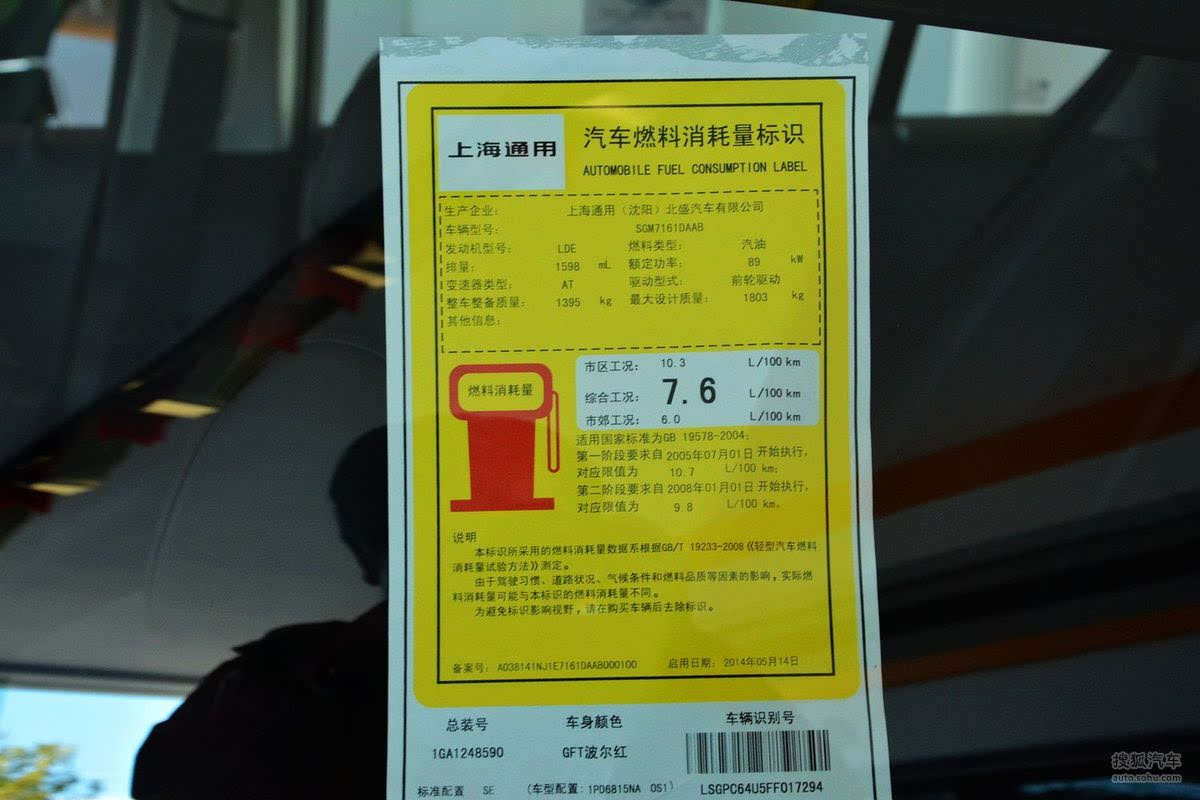 上海通用
汽车燃料消耗量标识
AUTOMOBILE FUEL CONSUMPTION LABEL
生产企业: 上海通用(沈阳)北盛汽车有限公司
车辆型号: SGM7161DAAB
发动机型号: LDE 燃料类型: 汽油
排量: 1598 mL 额定功率: 89 kW
变速器类型: AT 驱动型式: 前轮驱动
整车整备质量: 1395 kg 最大设计质量: 1803 kg
其他信息:
燃料消耗量
市区工况: 10.3 L/100 km
综合工况: 7.6 L/100 km
市郊工况: 6.0 L/100 km
适用国家标准为GB 19578-2004;
第一阶段要求自2005年07月01日开始执行,
对应限值为 10.7 L/100 km;
第二阶段要求自2008年01月01日开始执行,
对应限值为 9.8 L/100 km。
说明
本标识所采用的燃料消耗量数据系根据GB/T 19233-2008《轻型汽车燃料
消耗量试验方法》测定。
由于驾驶习惯、道路状况、气候条件和燃料品质等因素的影响,实际燃
料消耗量可能与本标识的燃料消耗量不同。
为避免标识影响视野,请在购买车辆后去除标识。
备案号: A038141NJ1E7161DAAB000100 启用日期: 2014年05月14日
总装号 车身颜色 车辆识别号
1GA1248590 GFT波尔红
标准配置 SE (车型配置: 1PD6815NA OS1) LSGPC64U5FF017294
搜狐汽车
auto.sohu.com